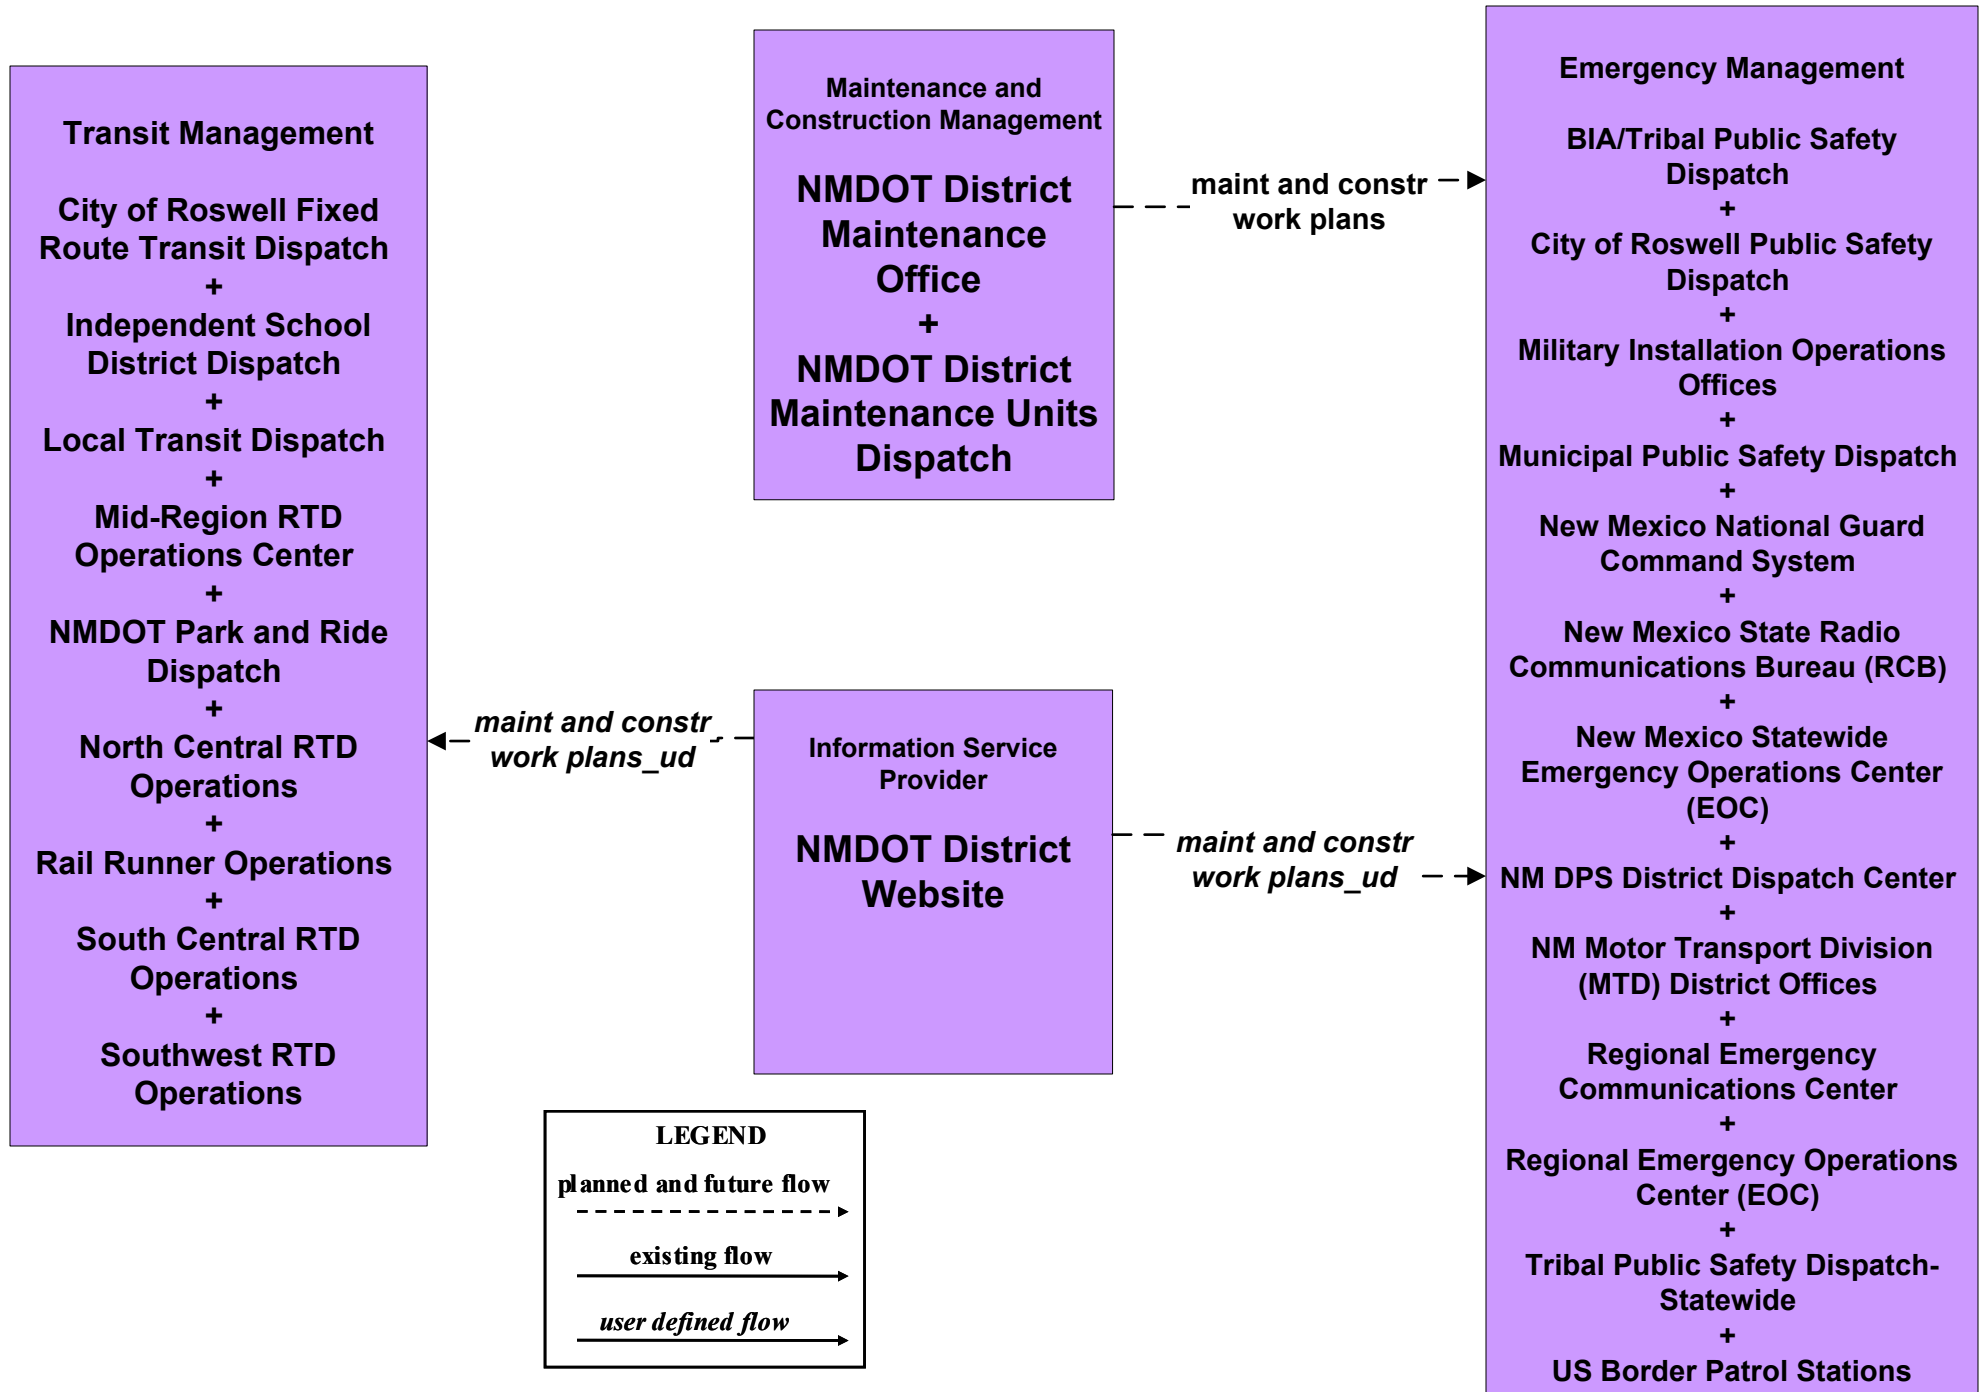 Transit Management
City of Roswell Fixed
Route Transit Dispatch
+
Independent School
District Dispatch
+
Local Transit Dispatch
+
Mid-Region RTD
Operations Center
+
NMDOT Park and Ride
Dispatch
+
North Central RTD
Operations
+
Rail Runner Operations
+
South Central RTD
Operations
+
Southwest RTD
Operations
Maintenance and
Construction Management
NMDOT District
Maintenance
Office
+
NMDOT District
Maintenance Units
Dispatch
maint and constr
work plans
maint and constr
work plans_ud
Information Service
Provider
NMDOT District
Website
maint and constr
work plans_ud
Emergency Management
BIA/Tribal Public Safety
Dispatch
+
City of Roswell Public Safety
Dispatch
+
Military Installation Operations
Offices
+
Municipal Public Safety Dispatch
+
New Mexico National Guard
Command System
+
New Mexico State Radio
Communications Bureau (RCB)
+
New Mexico Statewide
Emergency Operations Center
(EOC)
+
NM DPS District Dispatch Center
+
NM Motor Transport Division
(MTD) District Offices
+
Regional Emergency
Communications Center
+
Regional Emergency Operations
Center (EOC)
+
Tribal Public Safety Dispatch-
Statewide
+
US Border Patrol Stations
LEGEND
planned and future flow
existing flow
user defined flow